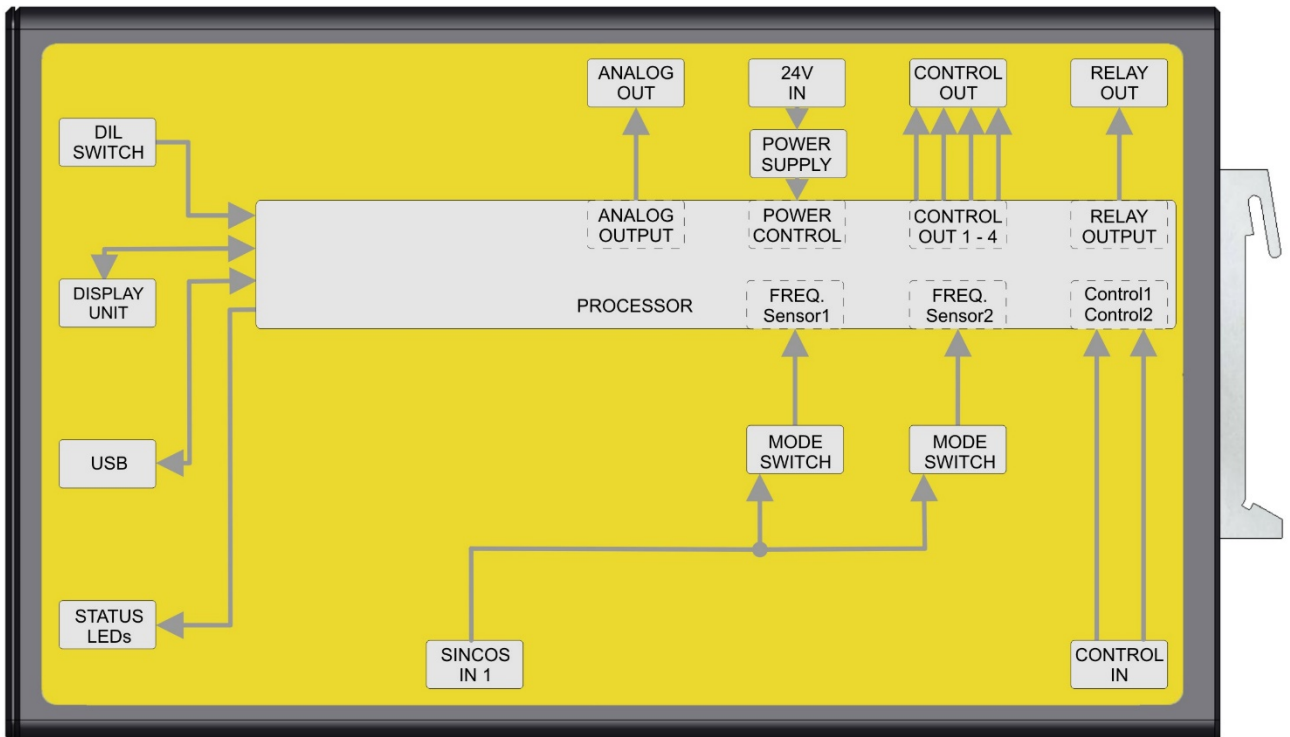 ANALOG
OUT
24V
IN
CONTROL
OUT
RELAY
OUT
DIL
SWITCH
POWER
SUPPLY
ANALOG
OUTPUT
POWER
CONTROL
CONTROL
OUT 1 - 4
RELAY
OUTPUT
DISPLAY
UNIT
PROCESSOR
FREQ.
Sensor1
FREQ.
Sensor2
Control1
Control2
USB
MODE
SWITCH
MODE
SWITCH
STATUS
LEDs
SINCOS
IN 1
CONTROL
IN